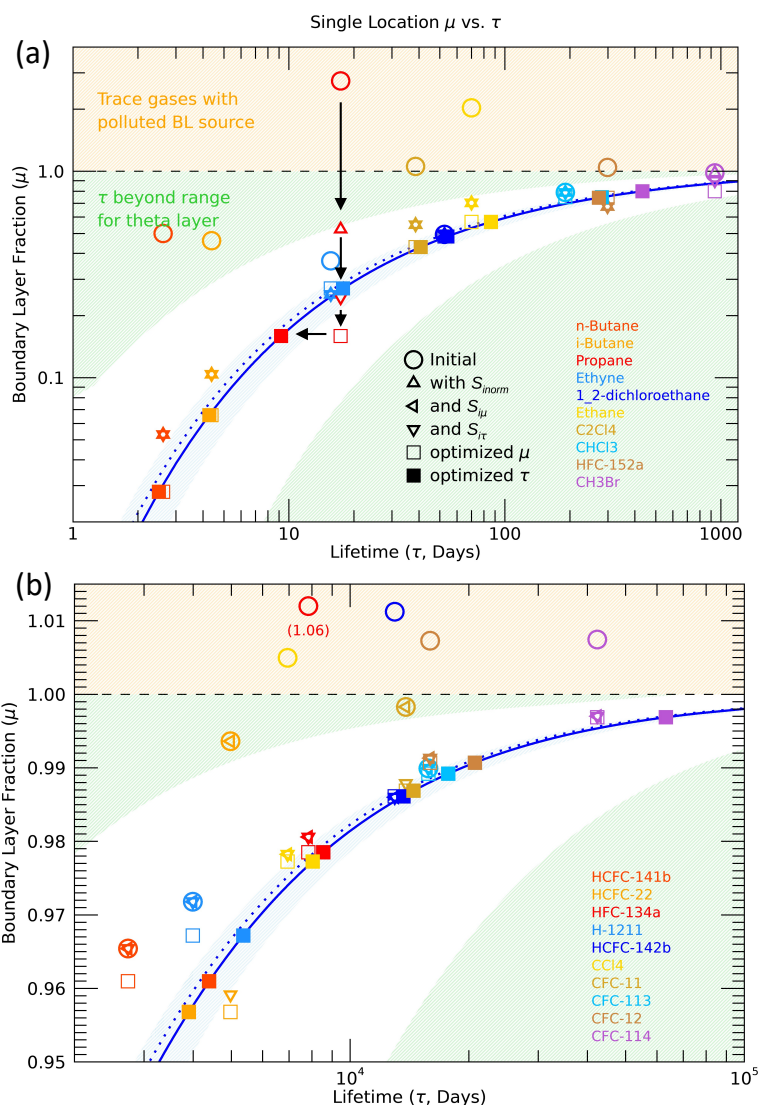 Single Location μ vs. τ
(a)
Trace gases with
polluted BL source
τ beyond range
for theta layer
Boundary Layer Fraction (μ)
1.0
0.1
Initial
with S_inorm
and S_iμ
and S_iτ
optimized μ
optimized τ
n-Butane
i-Butane
Propane
Ethyne
1_2-dichloroethane
Ethane
C2Cl4
CHCl3
HFC-152a
CH3Br
1
10
100
1000
Lifetime (τ, Days)
(b)
Boundary Layer Fraction (μ)
1.01
1.00
0.99
0.98
0.97
0.96
0.95
(1.06)
HCFC-141b
HCFC-22
HFC-134a
H-1211
HCFC-142b
CCl4
CFC-11
CFC-113
CFC-12
CFC-114
10^4
10^5
Lifetime (τ, Days)